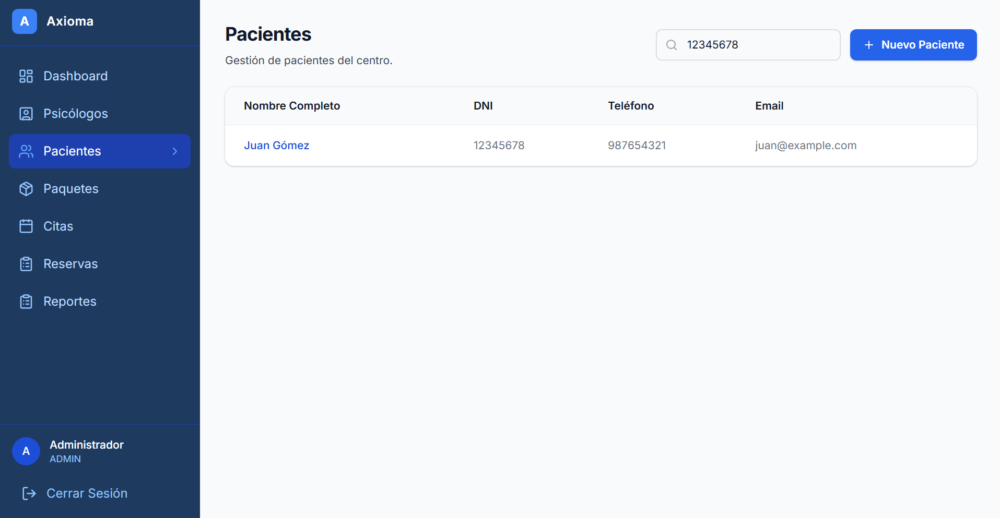 A Axioma
Dashboard
Psicólogos
Pacientes
Paquetes
Citas
Reservas
Reportes
A
Administrador
ADMIN
Cerrar Sesión
Pacientes
Gestión de pacientes del centro.
12345678
Nuevo Paciente
Nombre Completo DNI Teléfono Email
Juan Gómez 12345678 987654321 juan@example.com